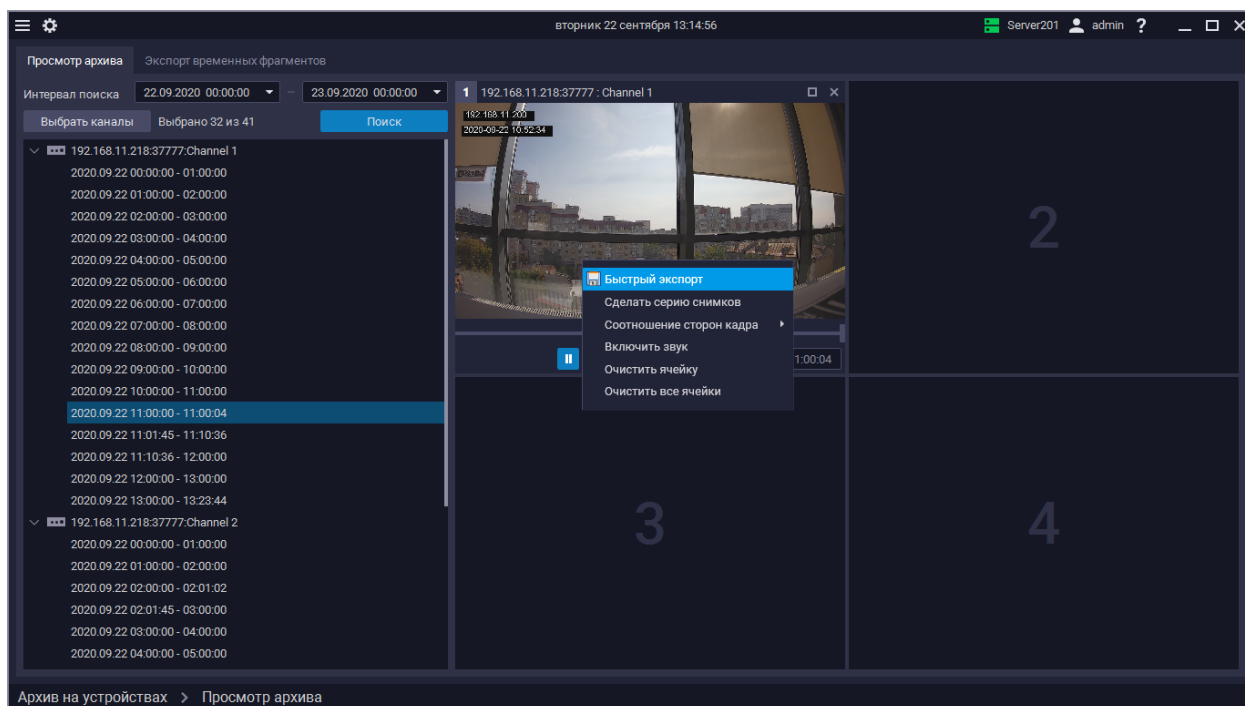 вторник 22 сентября 13:14:56
Server201 admin ?
Просмотр архива Экспорт временных фрагментов
Интервал поиска 22.09.2020 00:00:00 – 23.09.2020 00:00:00
Выбрать каналы Выбрано 32 из 41 Поиск
192.168.11.218:37777:Channel 1
2020.09.22 00:00:00 - 01:00:00
2020.09.22 01:00:00 - 02:00:00
2020.09.22 02:00:00 - 03:00:00
2020.09.22 03:00:00 - 04:00:00
2020.09.22 04:00:00 - 05:00:00
2020.09.22 05:00:00 - 06:00:00
2020.09.22 06:00:00 - 07:00:00
2020.09.22 07:00:00 - 08:00:00
2020.09.22 08:00:00 - 09:00:00
2020.09.22 09:00:00 - 10:00:00
2020.09.22 10:00:00 - 11:00:00
2020.09.22 11:00:00 - 11:00:04
2020.09.22 11:01:45 - 11:10:36
2020.09.22 11:10:36 - 12:00:00
2020.09.22 12:00:00 - 13:00:00
2020.09.22 13:00:00 - 13:23:44
192.168.11.218:37777:Channel 2
2020.09.22 00:00:00 - 01:00:00
2020.09.22 01:00:00 - 02:00:00
2020.09.22 02:00:00 - 02:01:02
2020.09.22 02:01:45 - 03:00:00
2020.09.22 03:00:00 - 04:00:00
2020.09.22 04:00:00 - 05:00:00
1 192.168.11.218:37777 : Channel 1
192.168.11.200
2020-09-22 10:52:34
Быстрый экспорт
Сделать серию снимков
Соотношение сторон кадра
Включить звук
Очистить ячейку
Очистить все ячейки
1:00:04
2
3
4
Архив на устройствах > Просмотр архива